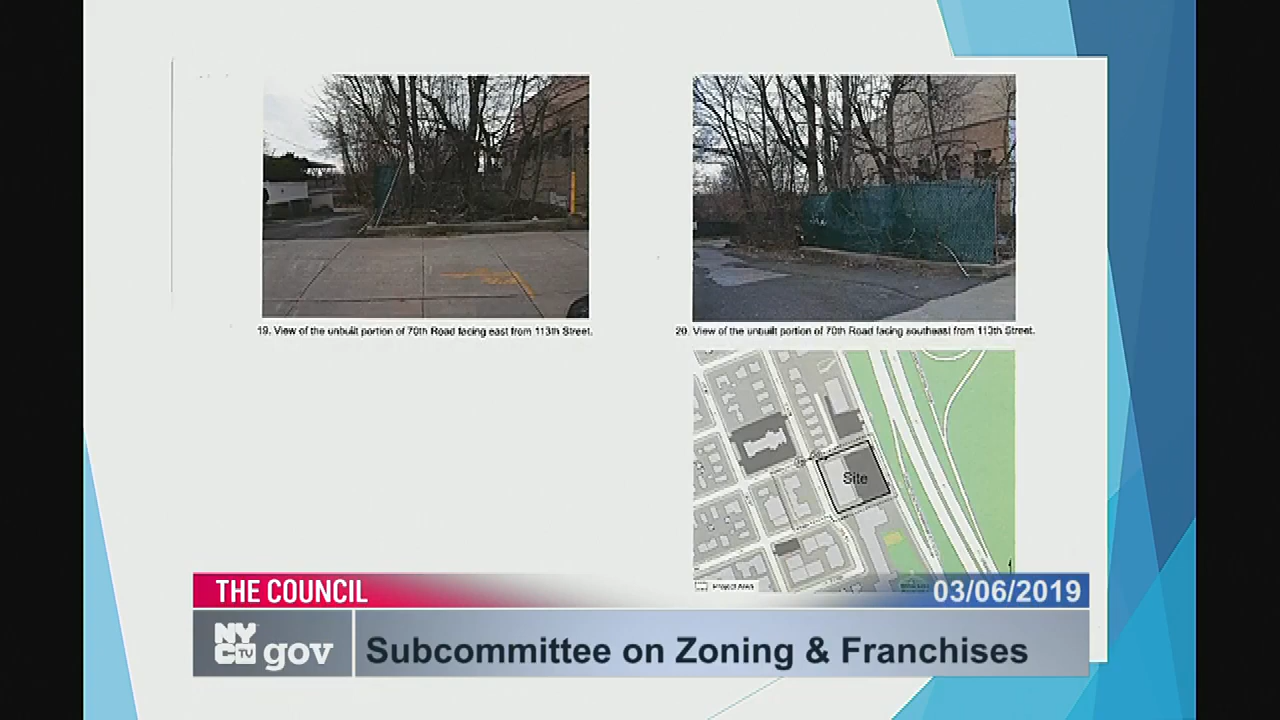 19. View of the unbuilt portion of 70th Road facing east from 113th Street.
20. View of the unbuilt portion of 70th Road facing southeast from 113th Street.
Site
Project Area
THE COUNCIL
03/06/2019
NYC TV gov
Subcommittee on Zoning & Franchises